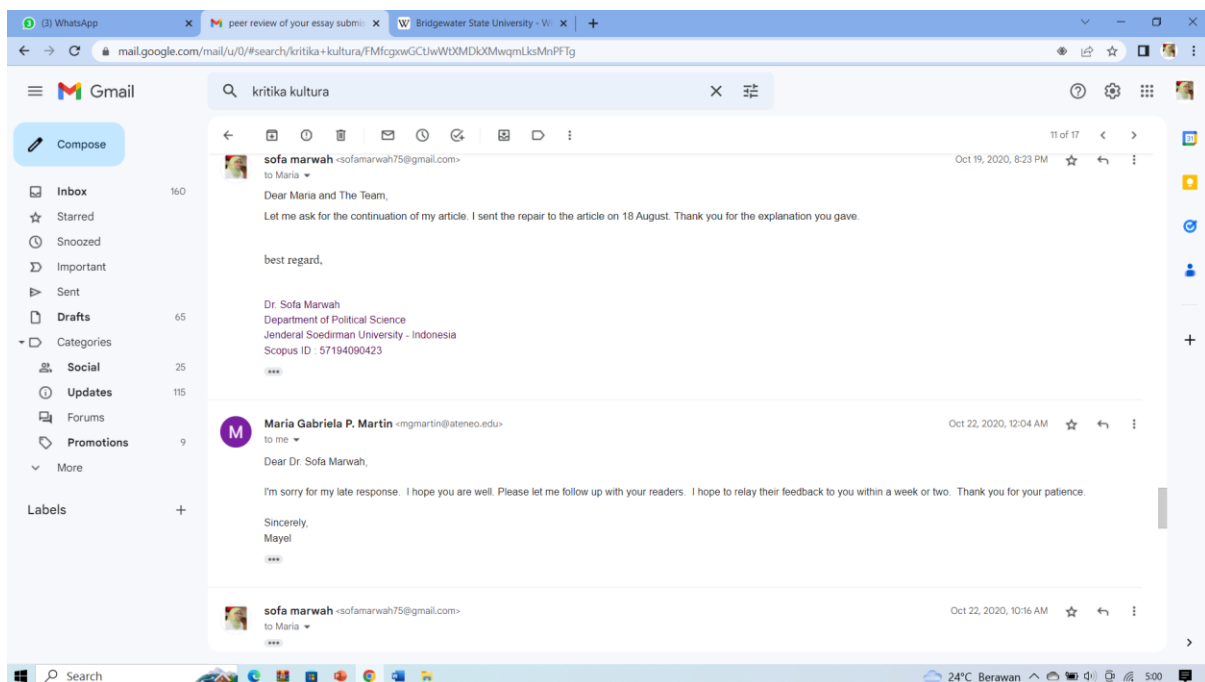 (3) WhatsApp
peer review of your essay submis
Bridgewater State University - Wi
mail.google.com/mail/u/0/#search/kritika+kultura/FMfcgxwGCtJwWtXMDkXMwqmLksMnPFTg
Gmail
kritika kultura
Compose
11 of 17
Inbox 160
Starred
Snoozed
Important
Sent
Drafts 65
Categories
Social 25
Updates 115
Forums
Promotions 9
More
Labels
sofa marwah <sofamarwah75@gmail.com>
Oct 19, 2020, 8:23 PM
to Maria
Dear Maria and The Team,
Let me ask for the continuation of my article. I sent the repair to the article on 18 August. Thank you for the explanation you gave.
best regard,
Dr. Sofa Marwah
Department of Political Science
Jenderal Soedirman University - Indonesia
Scopus ID : 57194090423
M
Maria Gabriela P. Martin <mgmartin@ateneo.edu>
Oct 22, 2020, 12:04 AM
to me
Dear Dr. Sofa Marwah,
I'm sorry for my late response.  I hope you are well. Please let me follow up with your readers.  I hope to relay their feedback to you within a week or two.  Thank you for your patience.
Sincerely,
Mayel
sofa marwah <sofamarwah75@gmail.com>
Oct 22, 2020, 10:16 AM
to Maria
Search
24°C Berawan
5:00